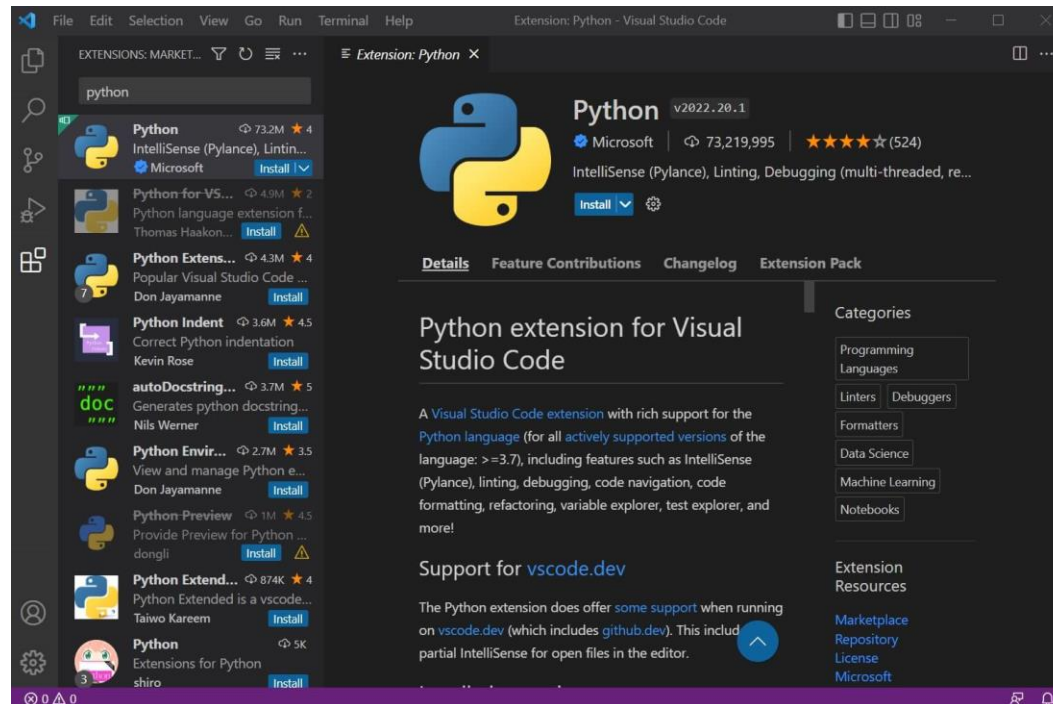 File Edit Selection View Go Run Terminal Help
Extension: Python - Visual Studio Code
EXTENSIONS: MARKET...
python
Python 73.2M ★ 4
IntelliSense (Pylance), Lintin...
Microsoft Install
Python for VS... 4.9M ★ 2
Python language extension f...
Thomas Haakon... Install
Python Extens... 4.3M ★ 4
Popular Visual Studio Code ...
7
Don Jayamanne Install
Python Indent 3.6M ★ 4.5
Correct Python indentation
Kevin Rose Install
autoDocstring... 3.7M ★ 5
Generates python docstring...
Nils Werner Install
""" doc """
Python Envir... 2.7M ★ 3.5
View and manage Python e...
Don Jayamanne Install
Python Preview 1M ★ 4.5
Provide Preview for Python ...
dongli Install
Python Extend... 874K ★ 4
Python Extended is a vscode...
Taiwo Kareem Install
Python 5K
Extensions for Python
3
shiro Install
0 0
Extension: Python
Python v2022.20.1
Microsoft | 73,219,995 | ★★★★☆ (524)
IntelliSense (Pylance), Linting, Debugging (multi-threaded, re...
Install
Details Feature Contributions Changelog Extension Pack
Python extension for Visual
Studio Code
A Visual Studio Code extension with rich support for the
Python language (for all actively supported versions of the
language: >=3.7), including features such as IntelliSense
(Pylance), linting, debugging, code navigation, code
formatting, refactoring, variable explorer, test explorer, and
more!
Support for vscode.dev
The Python extension does offer some support when running
on vscode.dev (which includes github.dev). This includ
partial IntelliSense for open files in the editor.
Categories
Programming
Languages
Linters Debuggers
Formatters
Data Science
Machine Learning
Notebooks
Extension
Resources
Marketplace
Repository
License
Microsoft